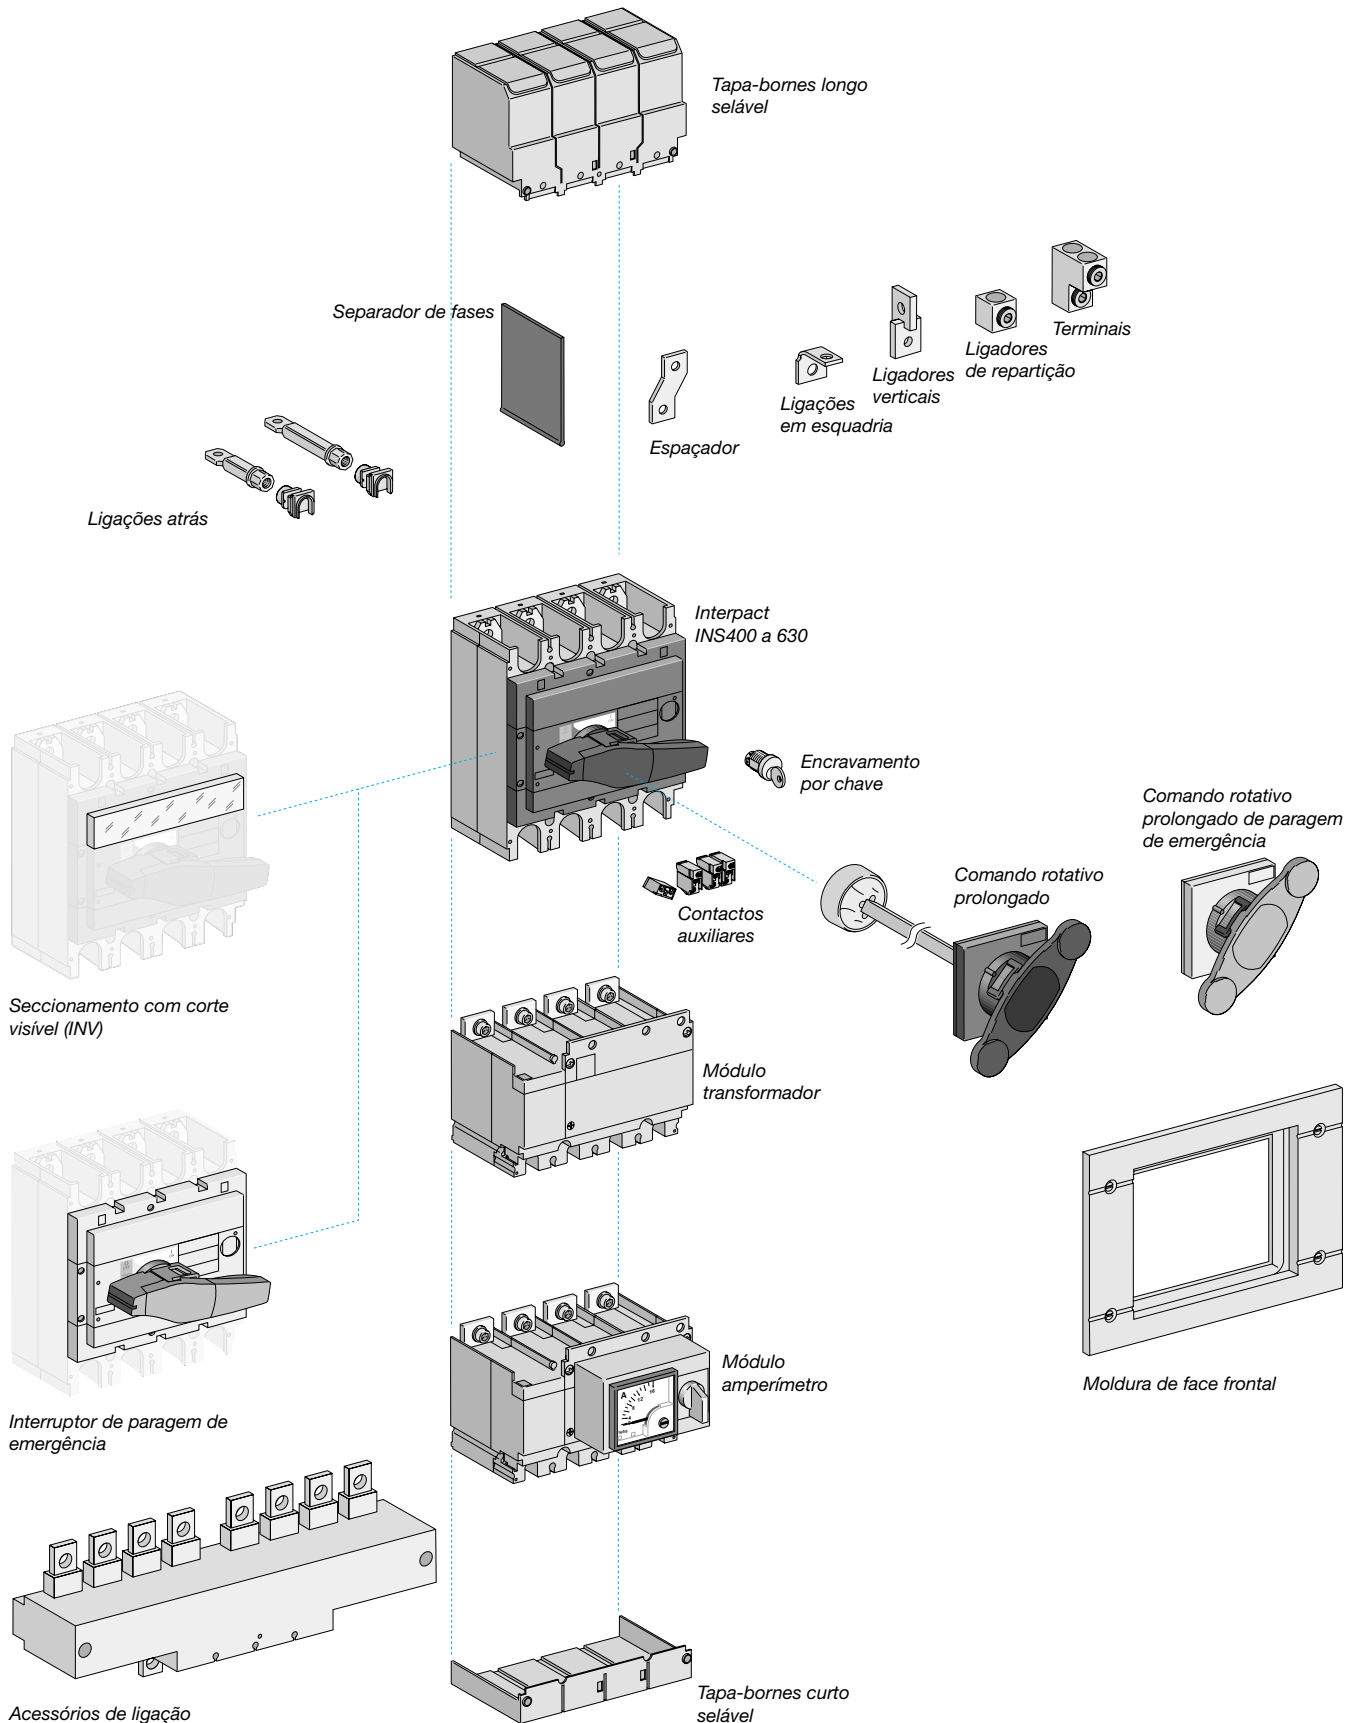 Tapa-bornes longo
selável
Separador de fases
Terminais
Ligadores
de repartição
Ligadores
verticais
Ligações
em esquadria
Espaçador
Ligações atrás
Interpact
INS400 a 630
Encravamento
por chave
Comando rotativo
prolongado de paragem
de emergência
Comando rotativo
prolongado
Contactos
auxiliares
Seccionamento com corte
visível (INV)
Módulo
transformador
Módulo
amperímetro
A
8 12 16
Moldura de face frontal
Interruptor de paragem de
emergência
Acessórios de ligação
Tapa-bornes curto
selável